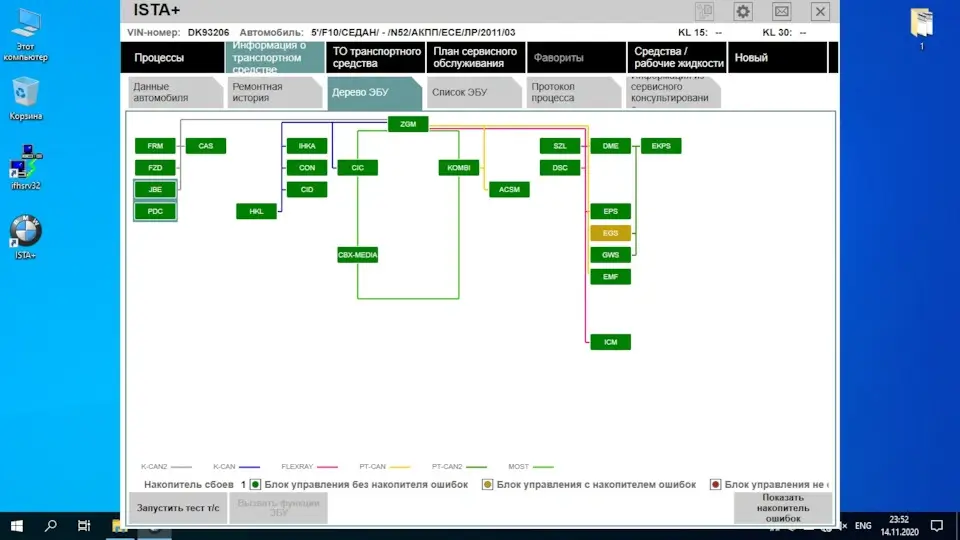 ISTA+
VIN-номер: DK93206 Автомобиль: 5'/F10/СЕДАН/ - /N52/АКПП/ECE/ЛР/2011/03 KL 15: -- KL 30: --
Процессы
Информация о
транспортном
средстве
ТО транспортного
средства
План сервисного
обслуживания
Фавориты
Средства /
рабочие жидкости
Новый
Данные
автомобиля
Ремонтная
история
Дерево ЭБУ
Список ЭБУ
Протокол
процесса
Информация из
сервисного
консультировани
ZGM
FRM CAS IHKA SZL DME EKPS
FZD CON CIC KOMBI DSC
JBE CID ACSM
PDC HKL EPS
EGS
CBX-MEDIA GWS
EMF
ICM
K-CAN2 K-CAN FLEXRAY PT-CAN PT-CAN2 MOST
Накопитель сбоев 1 Блок управления без накопителя ошибок Блок управления с накопителем ошибок Блок управления не
Запустить тест т/с
Вызвать функции
ЭБУ
Показать
накопитель
ошибок
Этот
компьютер
Корзина
ifhsrv32
ISTA+
1
ENG
23:52
14.11.2020